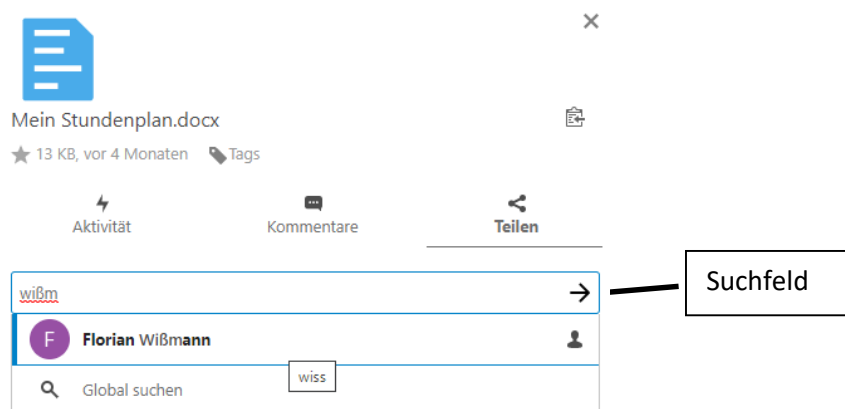 Mein Stundenplan.docx
13 KB, vor 4 Monaten Tags
Aktivität Kommentare Teilen
wißm
Suchfeld
F Florian Wißmann
wiss
Global suchen